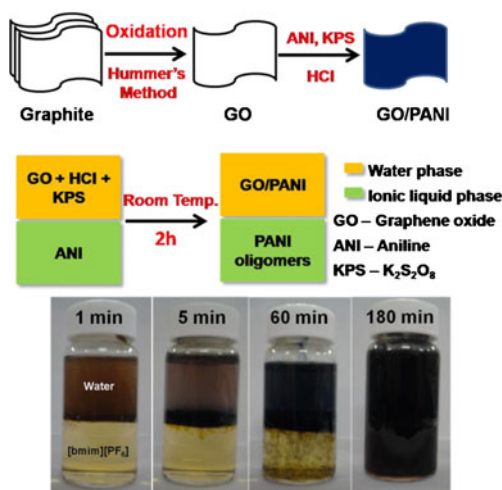 Oxidation
Hummer's
Method
ANI, KPS
HCl
Graphite
GO
GO/PANI
GO + HCl +
KPS
ANI
Room Temp.
2h
GO/PANI
PANI
oligomers
Water phase
Ionic liquid phase
GO – Graphene oxide
ANI – Aniline
KPS – K₂S₂O₈
1 min
5 min
60 min
180 min
Water
[bmim][PF₆]